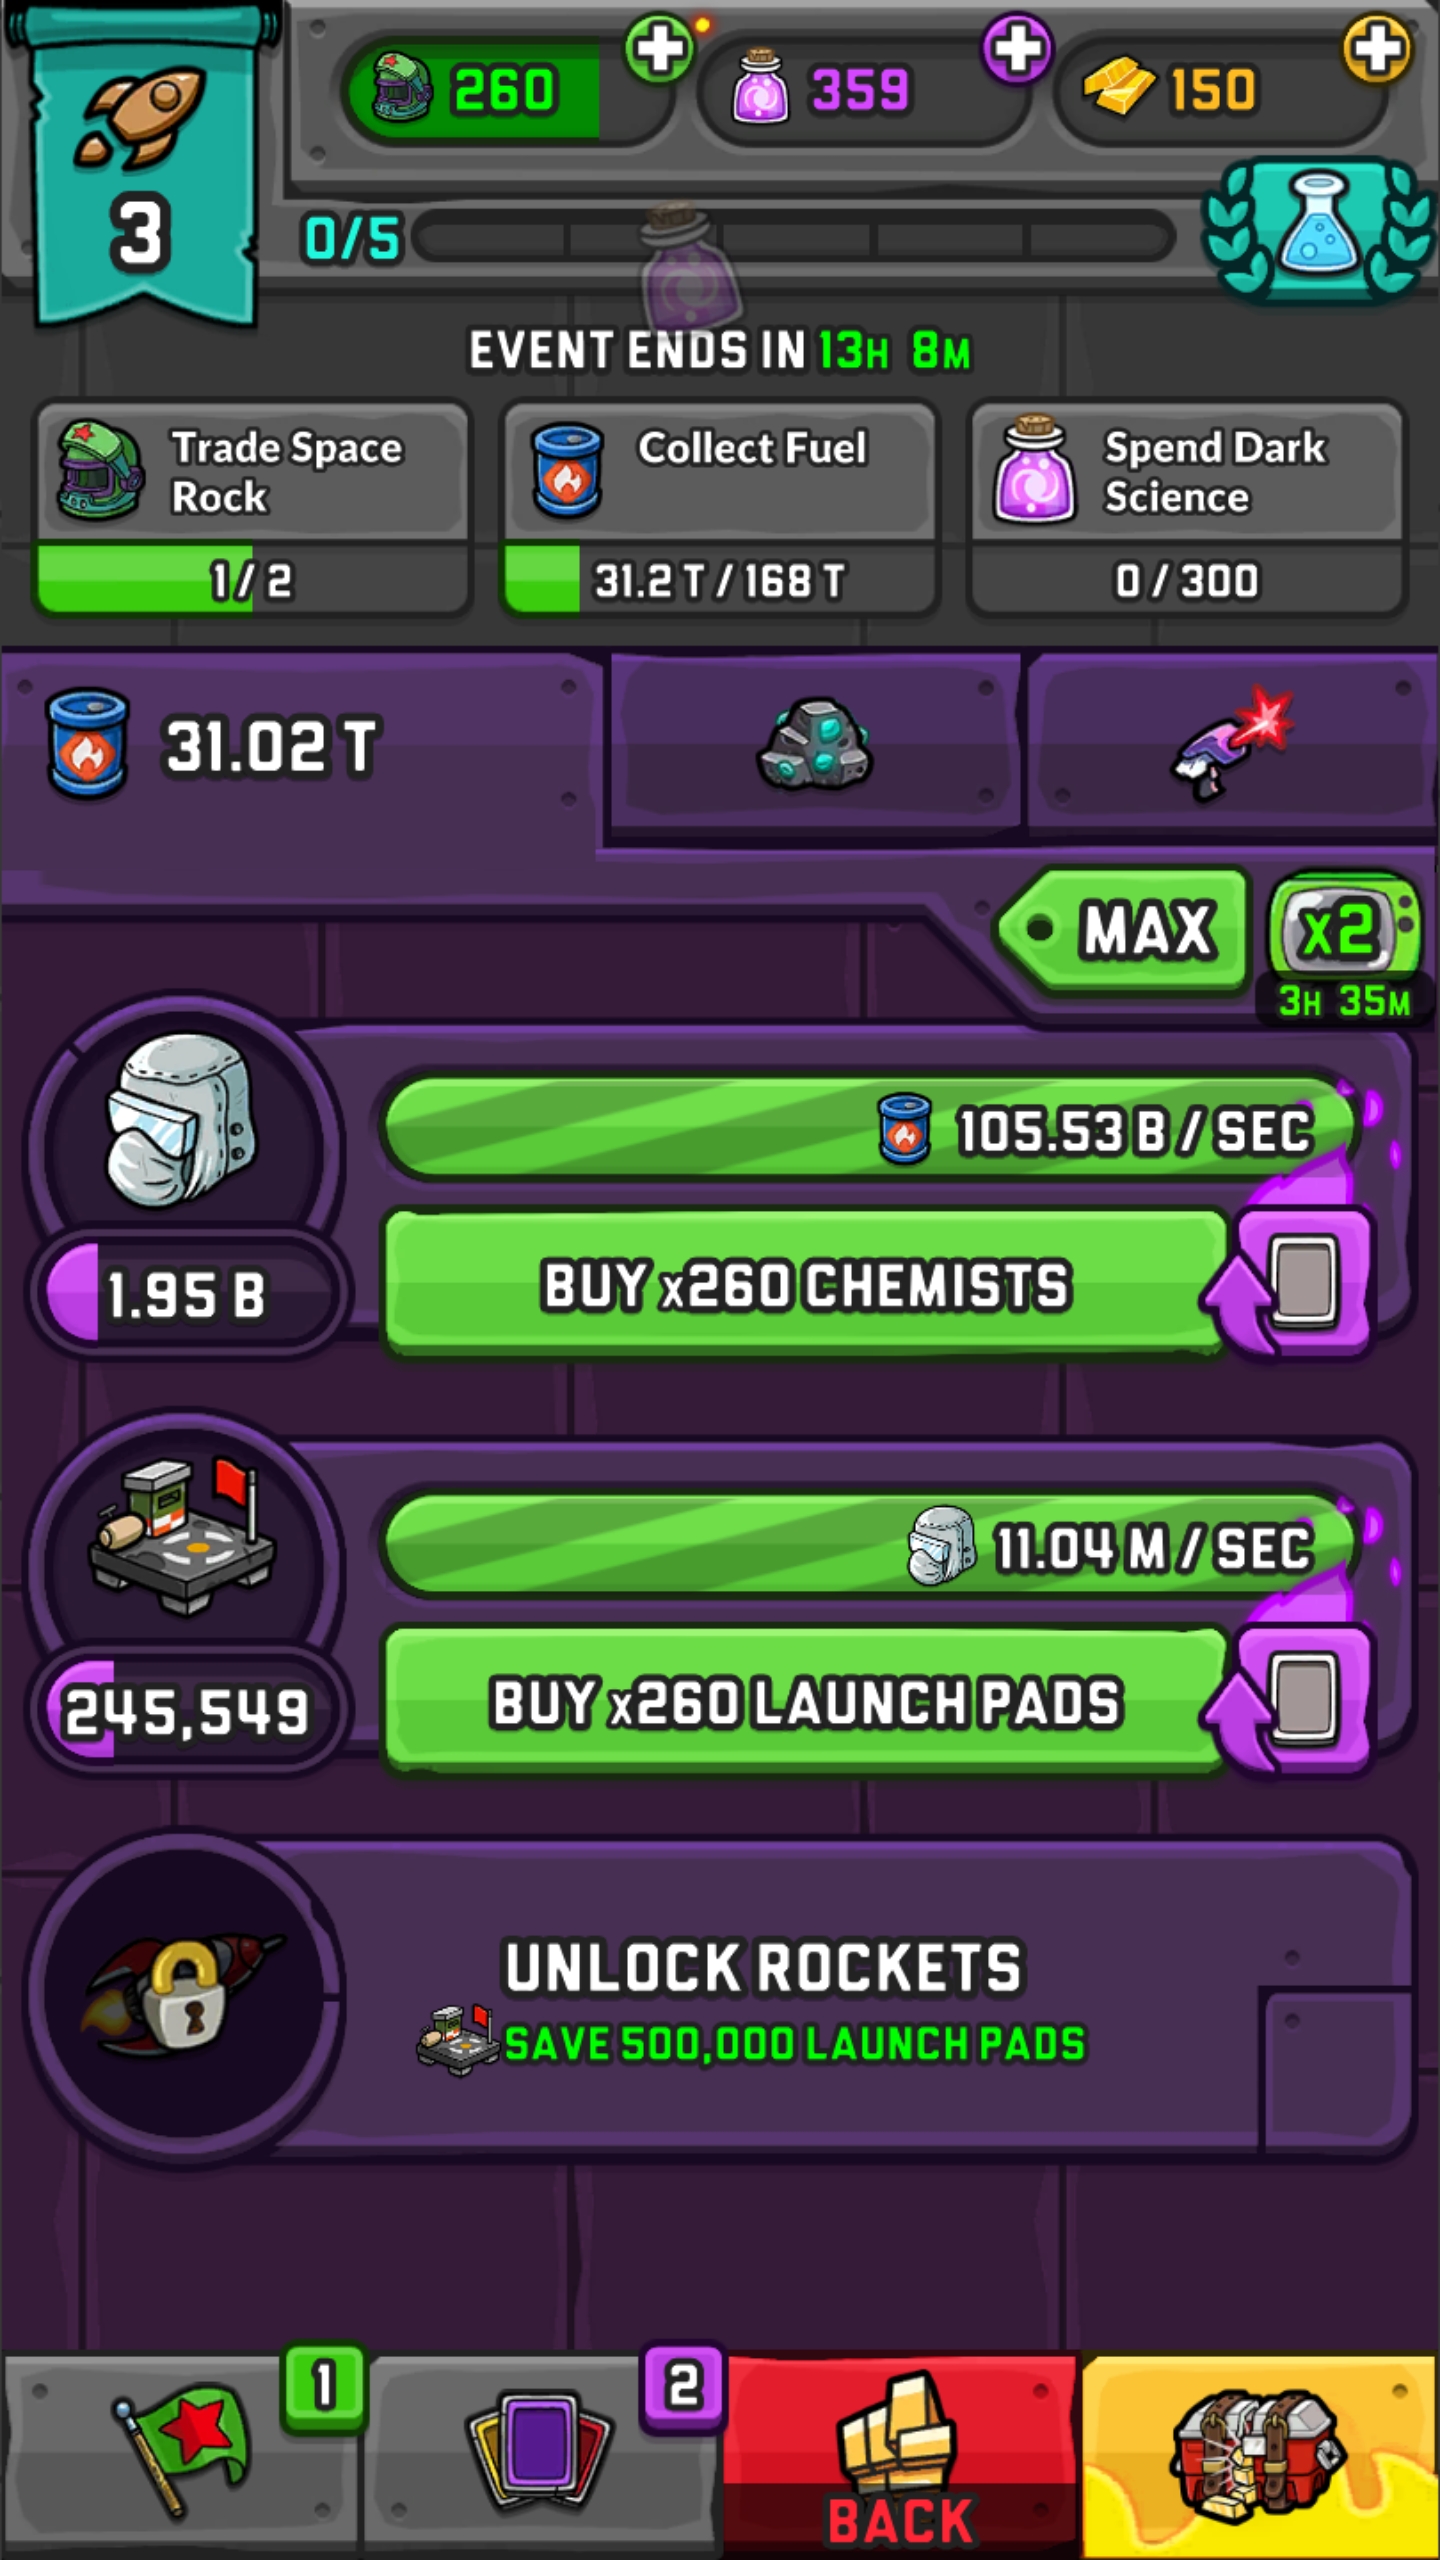 260
359
150
3
0/5
EVENT ENDS IN 13H 8M
Trade Space
Rock
1 / 2
Collect Fuel
31.2 T / 168 T
Spend Dark
Science
0 / 300
31.02 T
MAX
x2
3H 35M
105.53 B / SEC
1.95 B
BUY x260 CHEMISTS
11.04 M / SEC
245,549
BUY x260 LAUNCH PADS
UNLOCK ROCKETS
SAVE 500,000 LAUNCH PADS
1
2
BACK